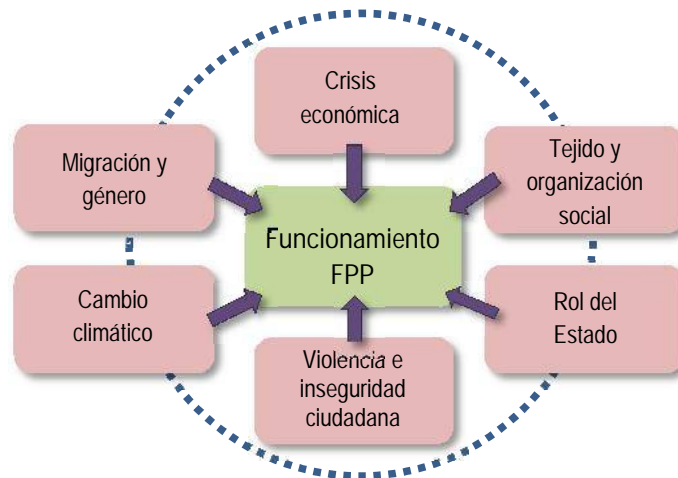 Crisis
económica
Migración y
género
Tejido y
organización
social
Funcionamiento
FPP
Cambio
climático
Rol del
Estado
Violencia e
inseguridad
ciudadana